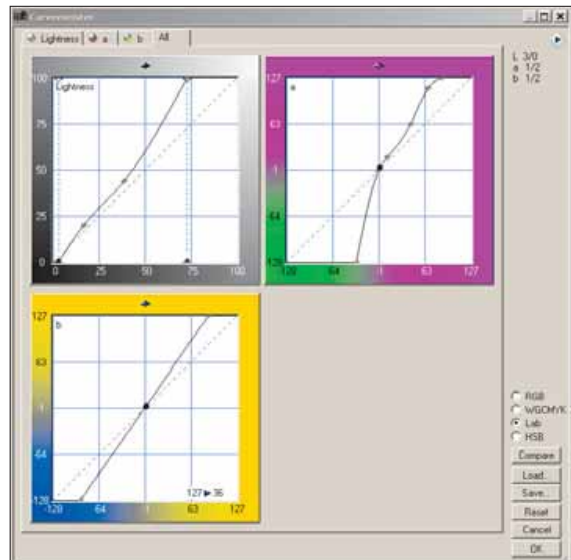 Curvemeister
Lightness a b All
L 3/0
a 1/2
b 1/2
Lightness
100
75
50
25
0
0 25 50 75 100
a
127
63
-1
-64
-128
-128 -64 -1 63 127
b
127
63
-1
-64
-128
-128 -64 -1 63 127
127 ▶ 36
RGB
WGCMYK
Lab
HSB
Compare
Load...
Save...
Reset
Cancel
OK